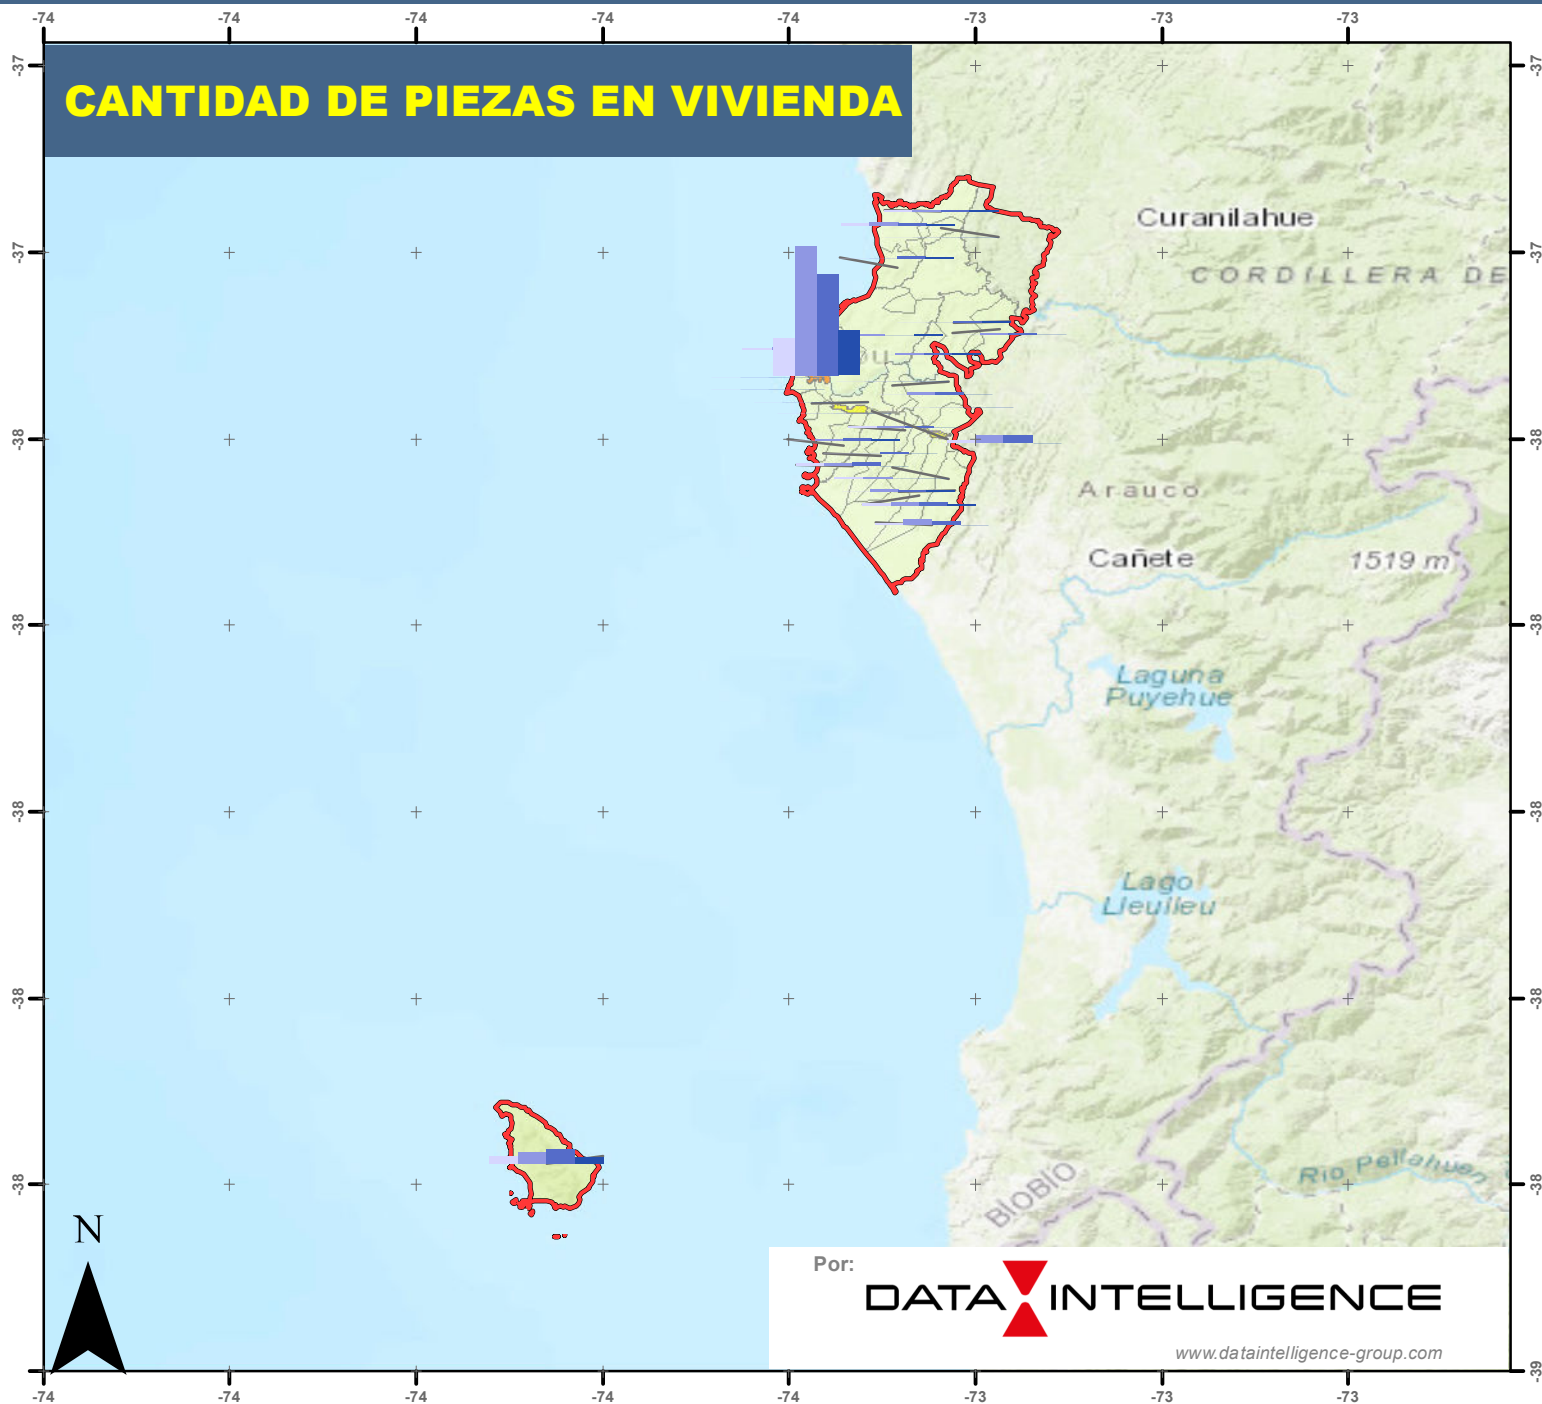 -74 -74 -74 -74 -74 -73 -73 -73
CANTIDAD DE PIEZAS EN VIVIENDA
-37 -37
-37 -37
Curanilahue
CORDILLERA DE
-38 -38
Arauco
Cañete
1519 m
-38 -38
Laguna
Puyehue
-38 -38
Lago
Lleulleu
-38 -38
Río Pellahuen
BIOBÍO
-38 -38
N
Por:
DATA INTELLIGENCE
www.dataintelligence-group.com
-39
-74 -74 -74 -74 -74 -73 -73 -73